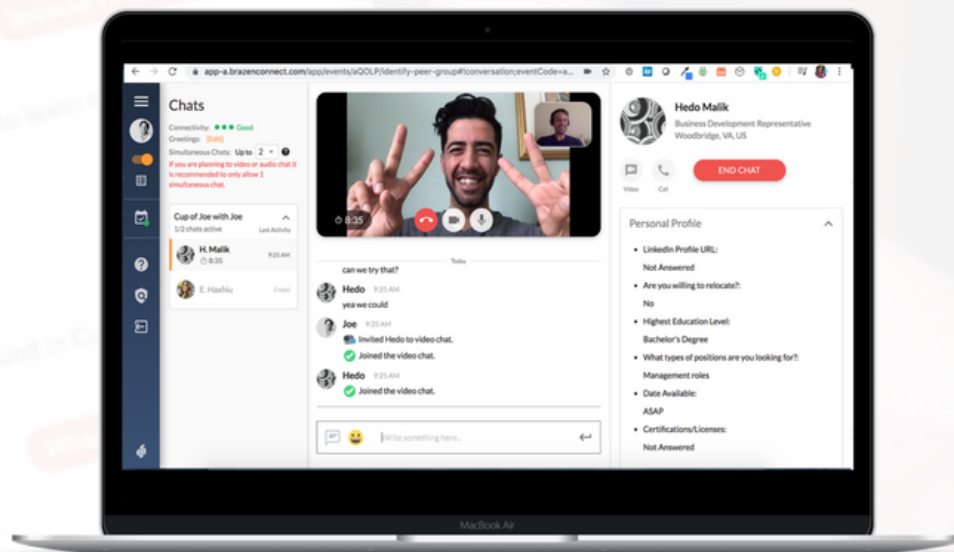 app-a.brazenconnect.com/app/events/aQOLP/identify-peer-group#!conversation;eventCode=a...
Chats
Connectivity: Good
Greetings: [Edit]
Simultaneous Chats: Up to 2
If you are planning to video or audio chat it
is recommended to only allow 1
simultaneous chat.
Cup of Joe with Joe
1/2 chats active Last Activity
H. Malik
8:35 9:25 AM
E. Haxhiu Ended
8:35
Today
can we try that?
Hedo 9:25 AM
yea we could
Joe 9:25 AM
Invited Hedo to video chat.
Joined the video chat.
Hedo 9:25 AM
Joined the video chat.
Write something here...
Hedo Malik
Business Development Representative
Woodbridge, VA, US
Video Call
END CHAT
Personal Profile
LinkedIn Profile URL:
Not Answered
Are you willing to relocate?:
No
Highest Education Level:
Bachelor's Degree
What types of positions are you looking for?:
Management roles
Date Available:
ASAP
Certifications/Licenses:
Not Answered
MacBook Air